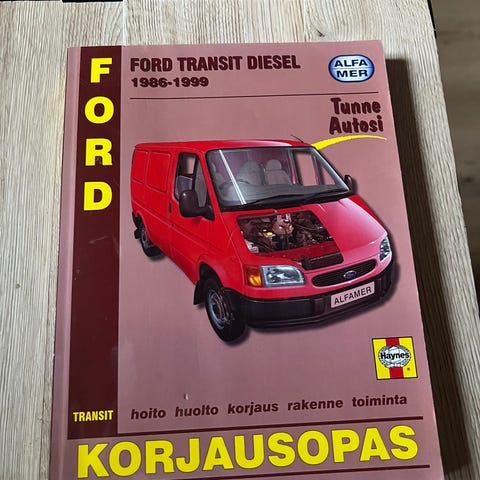 FORD
FORD TRANSIT DIESEL
1986-1999
ALFA
MER
Tunne
Autosi
ALFAMER
Haynes
TRANSIT
hoito huolto korjaus rakenne toiminta
KORJAUSOPAS